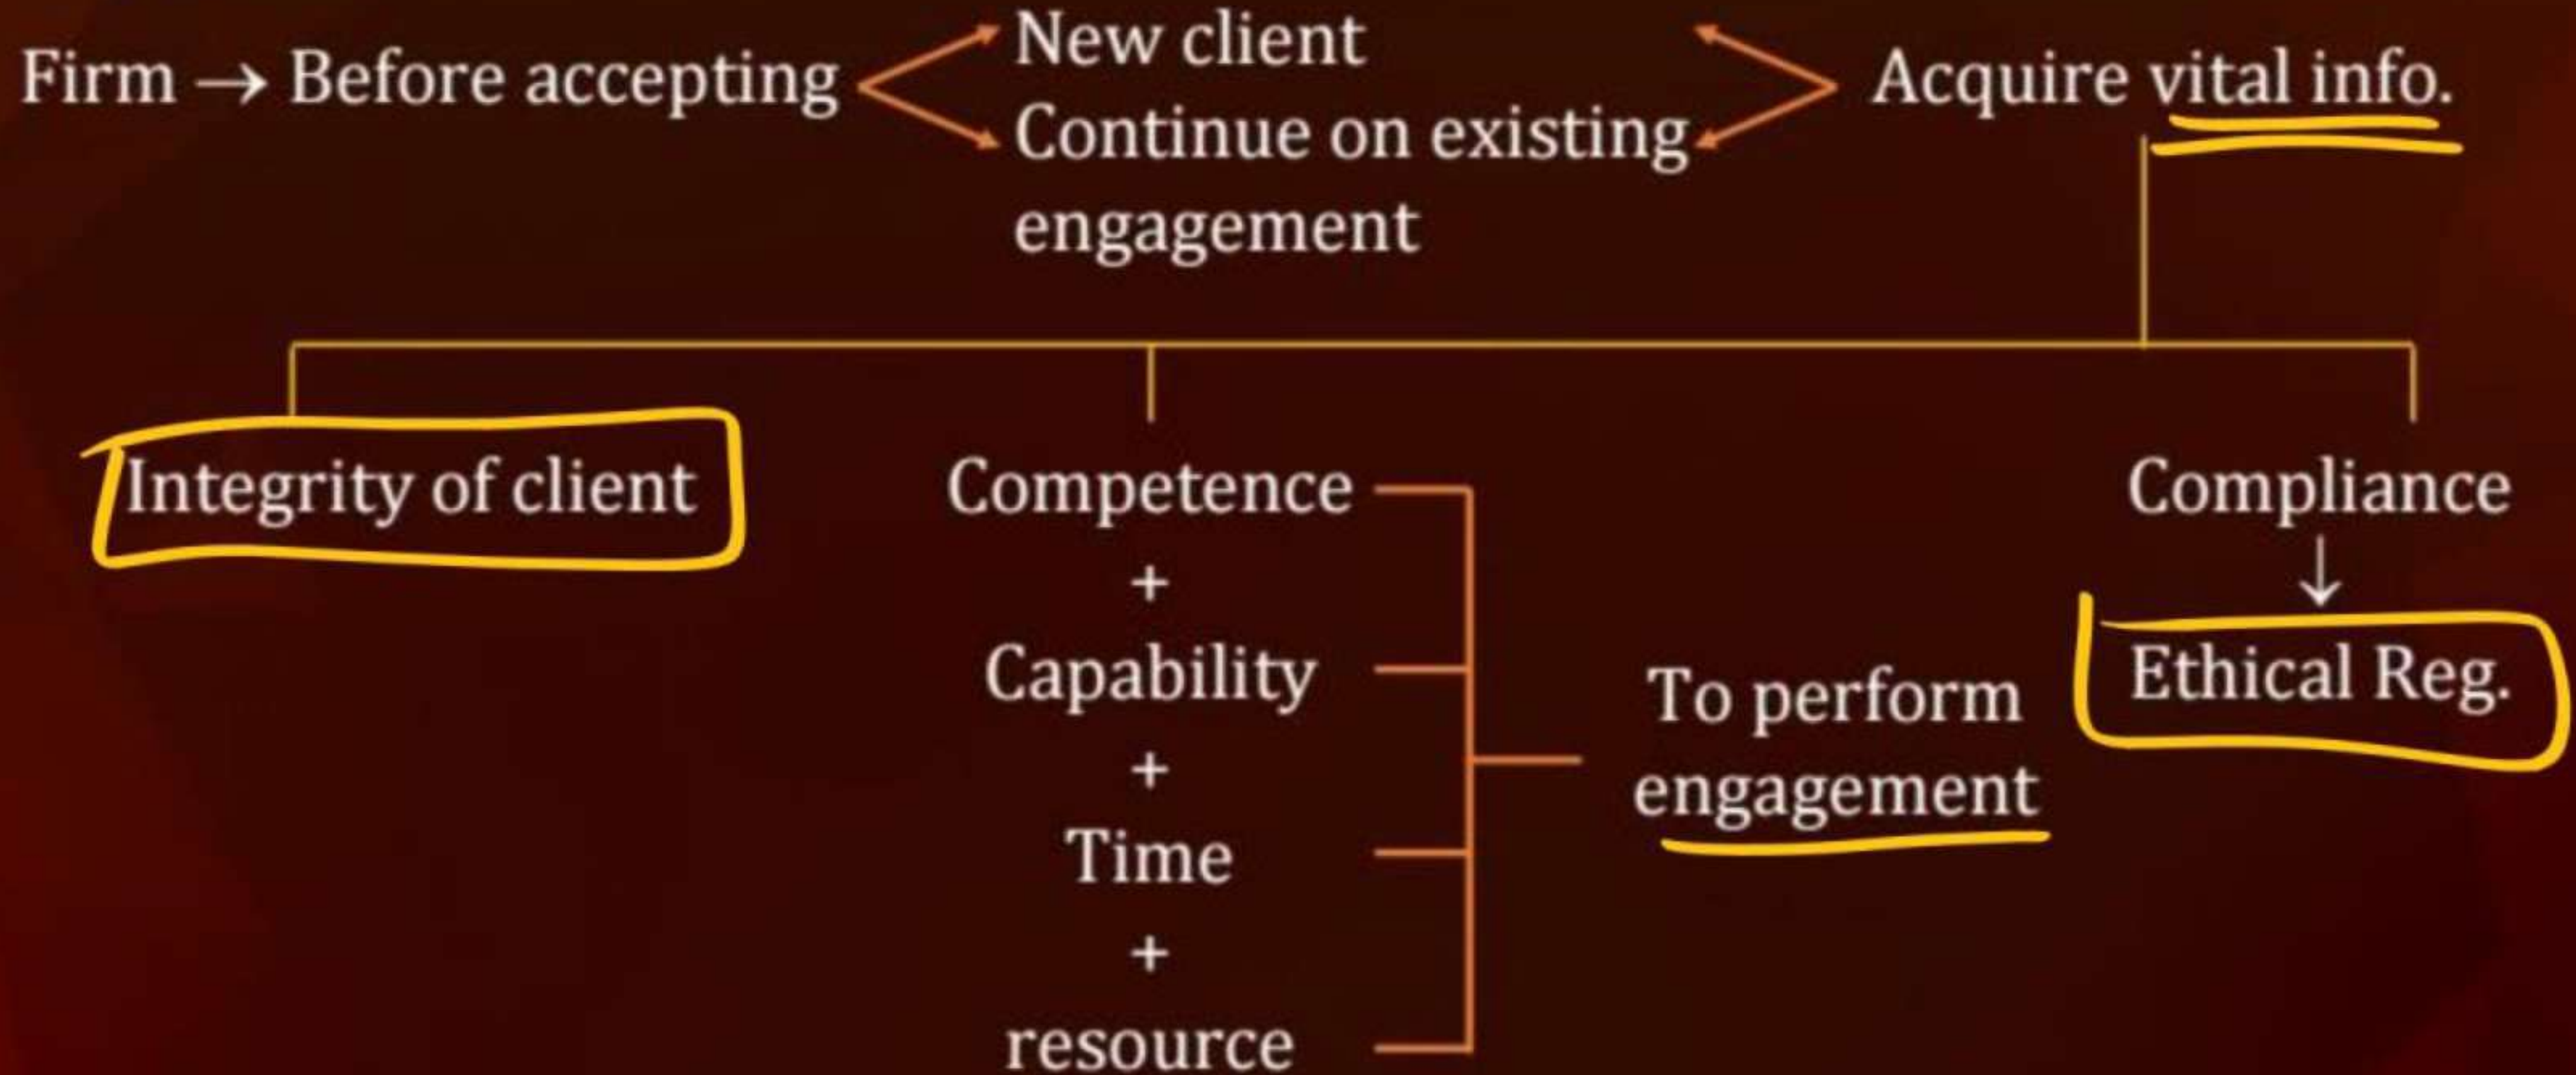 Firm → Before accepting
New client
Continue on existing
engagement
Acquire vital info.
Integrity of client
Competence
+
Capability
+
Time
+
resource
To perform
engagement
Compliance
↓
Ethical Reg.